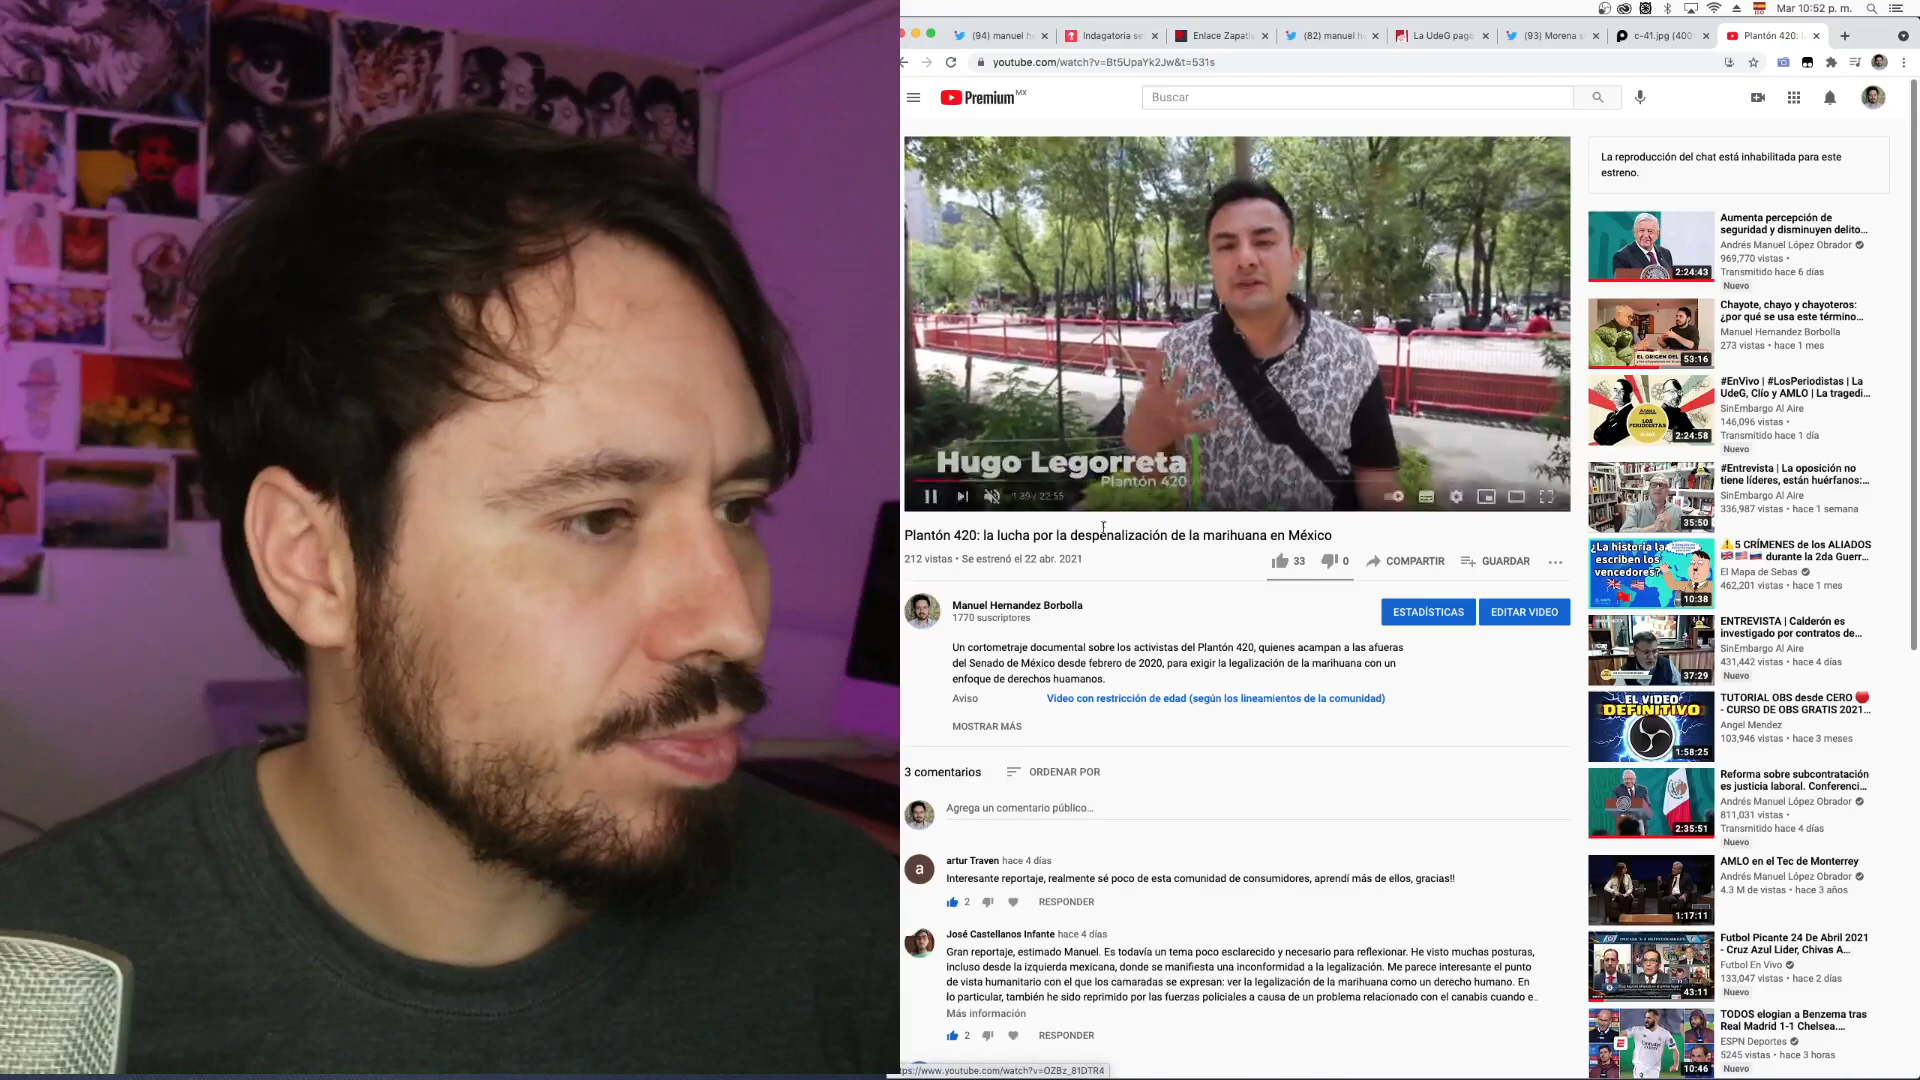 Mar 10:52 p. m.
(94) manuel h
Indagatoria se
Enlace Zapati
(82) manuel h
La UdeG pagó
(93) Morena s
c-41.jpg (400
Plantón 420: l
youtube.com/watch?v=Bt5UpaYk2Jw&t=531s
Premium MX
Buscar
Hugo Legorreta
Plantón 420
1:39 / 22:55
Plantón 420: la lucha por la despenalización de la marihuana en México
212 vistas • Se estrenó el 22 abr. 2021
33
0
COMPARTIR
GUARDAR
Manuel Hernandez Borbolla
1770 suscriptores
ESTADÍSTICAS
EDITAR VIDEO
Un cortometraje documental sobre los activistas del Plantón 420, quienes acampan a las afueras
del Senado de México desde febrero de 2020, para exigir la legalización de la marihuana con un
enfoque de derechos huamanos.
Aviso
Video con restricción de edad (según los lineamientos de la comunidad)
MOSTRAR MÁS
3 comentarios
ORDENAR POR
Agrega un comentario público...
a
artur Traven hace 4 días
Interesante reportaje, realmente sé poco de esta comunidad de consumidores, aprendí más de ellos, gracias!!
2
RESPONDER
José Castellanos Infante hace 4 días
Gran reportaje, estimado Manuel. Es todavía un tema poco esclarecido y necesario para reflexionar. He visto muchas posturas,
incluso desde la izquierda mexicana, donde se manifiesta una inconformidad a la legalización. Me parece interesante el punto
de vista humanitario con el que los camaradas se expresan: ver la legalización de la marihuana como un derecho humano. En
lo particular, también he sido reprimido por las fuerzas policiales a causa de un problema relacionado con el canabis cuando e..
Más información
2
RESPONDER
tps://www.youtube.com/watch?v=OZBz_81DTR4
La reproducción del chat está inhabilitada para este
estreno.
2:24:43
Aumenta percepción de
seguridad y disminuyen delito...
Andrés Manuel López Obrador
969,770 vistas •
Transmitido hace 6 días
Nuevo
EL ORIGEN DEL
53:16
Chayote, chayo y chayoteros:
¿por qué se usa este término...
Manuel Hernandez Borbolla
273 vistas • hace 1 mes
LOS
PERIODISTAS
2:24:58
#EnVivo | #LosPeriodistas | La
UdeG, Clío y AMLO | La tragedi...
SinEmbargo Al Aire
146,096 vistas •
Transmitido hace 1 día
Nuevo
35:50
#Entrevista | La oposición no
tiene líderes, están huérfanos:...
SinEmbargo Al Aire
336,987 vistas • hace 1 semana
¿La historia la
escriben los
vencedores?
10:38
5 CRÍMENES de los ALIADOS
durante la 2da Guerr...
El Mapa de Sebas
462,201 vistas • hace 1 mes
37:29
ENTREVISTA | Calderón es
investigado por contratos de...
SinEmbargo Al Aire
431,442 vistas • hace 4 días
Nuevo
EL VIDEO
DEFINITIVO
1:58:25
TUTORIAL OBS desde CERO
- CURSO DE OBS GRATIS 2021...
Angel Mendez
103,946 vistas • hace 3 meses
2:35:51
Reforma sobre subcontratación
es justicia laboral. Conferenci...
Andrés Manuel López Obrador
811,031 vistas •
Transmitido hace 4 días
Nuevo
1:17:11
AMLO en el Tec de Monterrey
Andrés Manuel López Obrador
4.3 M de vistas • hace 3 años
43:11
Futbol Picante 24 De Abril 2021
- Cruz Azul Lider, Chivas A...
Futbol En Vivo
133,047 vistas • hace 2 días
Nuevo
10:46
TODOS elogian a Benzema tras
Real Madrid 1-1 Chelsea....
ESPN Deportes
5245 vistas • hace 3 horas
Nuevo